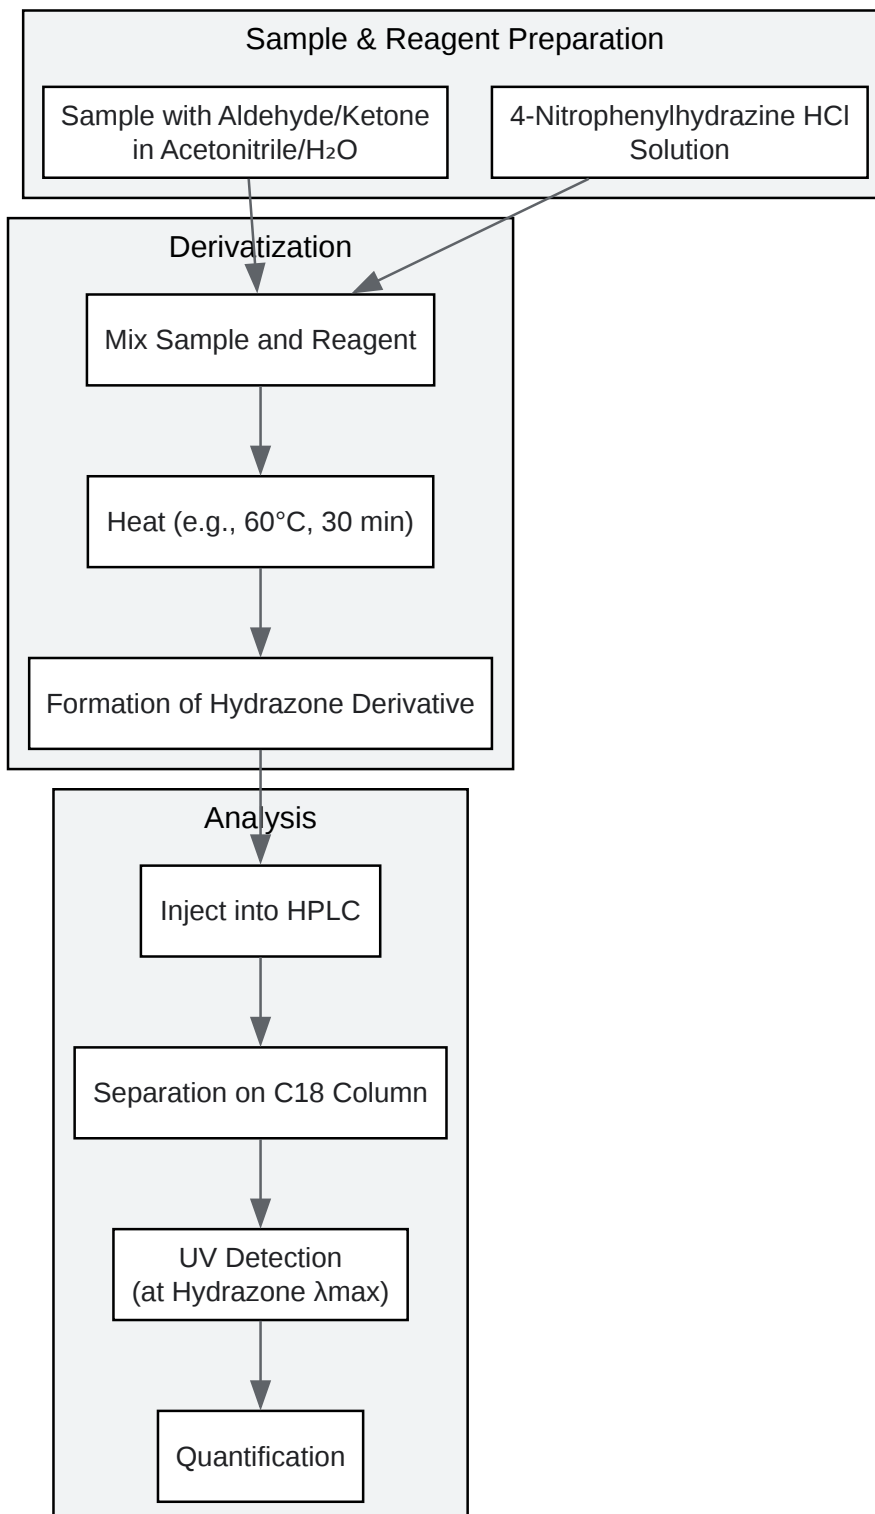 Sample & Reagent Preparation
Sample with Aldehyde/Ketone
in Acetonitrile/H₂O
4-Nitrophenylhydrazine HCl
Solution
Derivatization
Mix Sample and Reagent
Heat (e.g., 60°C, 30 min)
Formation of Hydrazone Derivative
Analysis
Inject into HPLC
Separation on C18 Column
UV Detection
(at Hydrazone λmax)
Quantification